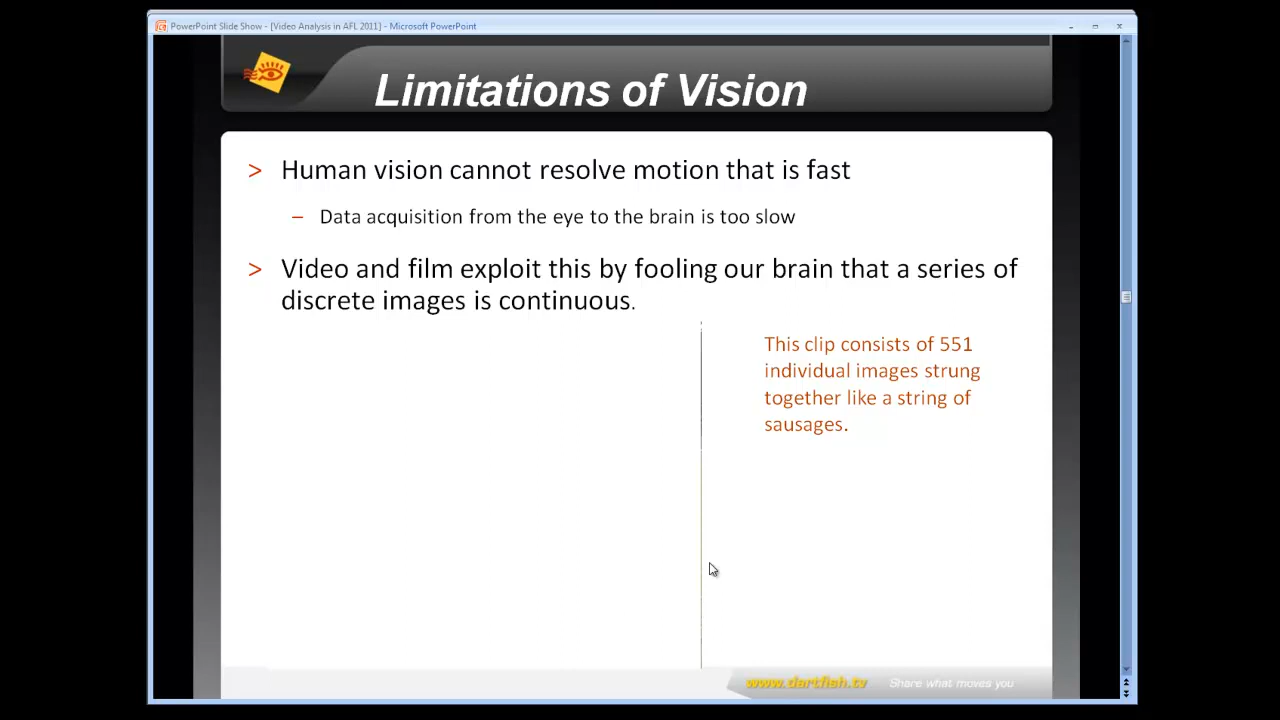 PowerPoint Slide Show - [Video Analysis in AFL 2011] - Microsoft PowerPoint
Limitations of Vision
> Human vision cannot resolve motion that is fast
– Data acquisition from the eye to the brain is too slow
> Video and film exploit this by fooling our brain that a series of
discrete images is continuous.
This clip consists of 551
individual images strung
together like a string of
sausages.
www.dartfish.tv Share what moves you